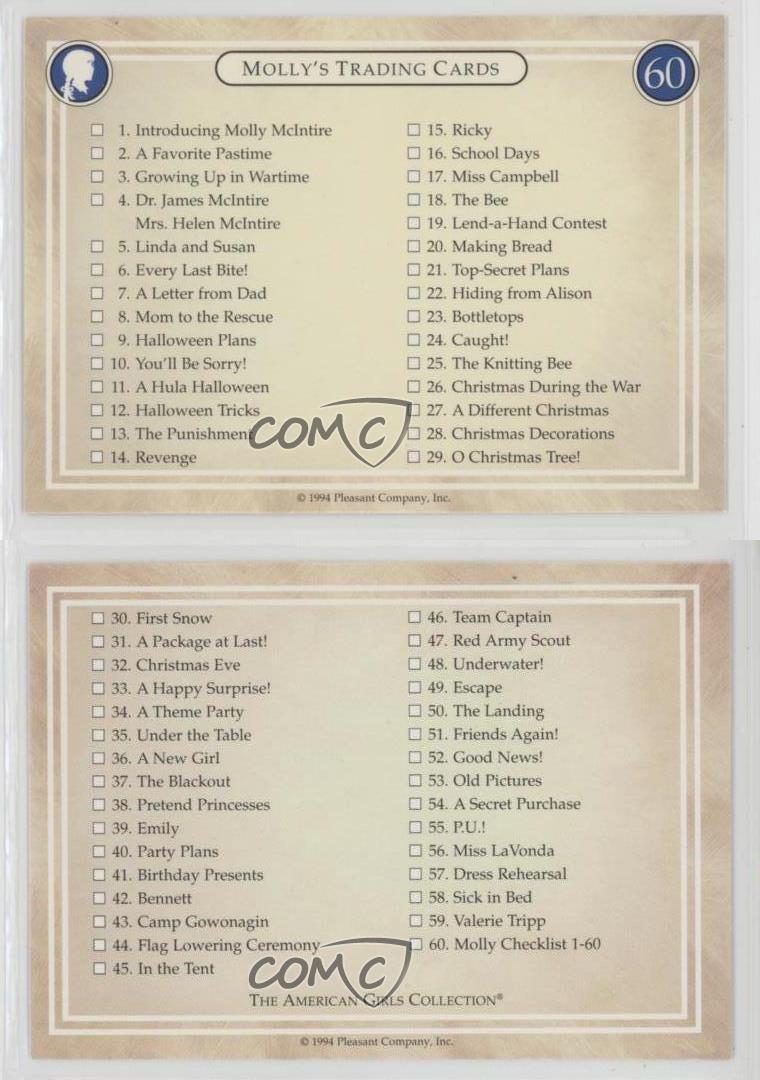 MOLLY'S TRADING CARDS
60
1. Introducing Molly McIntire
2. A Favorite Pastime
3. Growing Up in Wartime
4. Dr. James McIntire
Mrs. Helen McIntire
5. Linda and Susan
6. Every Last Bite!
7. A Letter from Dad
8. Mom to the Rescue
9. Halloween Plans
10. You'll Be Sorry!
11. A Hula Halloween
12. Halloween Tricks
13. The Punishment
14. Revenge
15. Ricky
16. School Days
17. Miss Campbell
18. The Bee
19. Lend-a-Hand Contest
20. Making Bread
21. Top-Secret Plans
22. Hiding from Alison
23. Bottletops
24. Caught!
25. The Knitting Bee
26. Christmas During the War
27. A Different Christmas
28. Christmas Decorations
29. O Christmas Tree!
COMC
© 1994 Pleasant Company, Inc.
30. First Snow
31. A Package at Last!
32. Christmas Eve
33. A Happy Surprise!
34. A Theme Party
35. Under the Table
36. A New Girl
37. The Blackout
38. Pretend Princesses
39. Emily
40. Party Plans
41. Birthday Presents
42. Bennett
43. Camp Gowonagin
44. Flag Lowering Ceremony
45. In the Tent
46. Team Captain
47. Red Army Scout
48. Underwater!
49. Escape
50. The Landing
51. Friends Again!
52. Good News!
53. Old Pictures
54. A Secret Purchase
55. P.U.!
56. Miss LaVonda
57. Dress Rehearsal
58. Sick in Bed
59. Valerie Tripp
60. Molly Checklist 1-60
COMC
THE AMERICAN GIRLS COLLECTION®
© 1994 Pleasant Company, Inc.